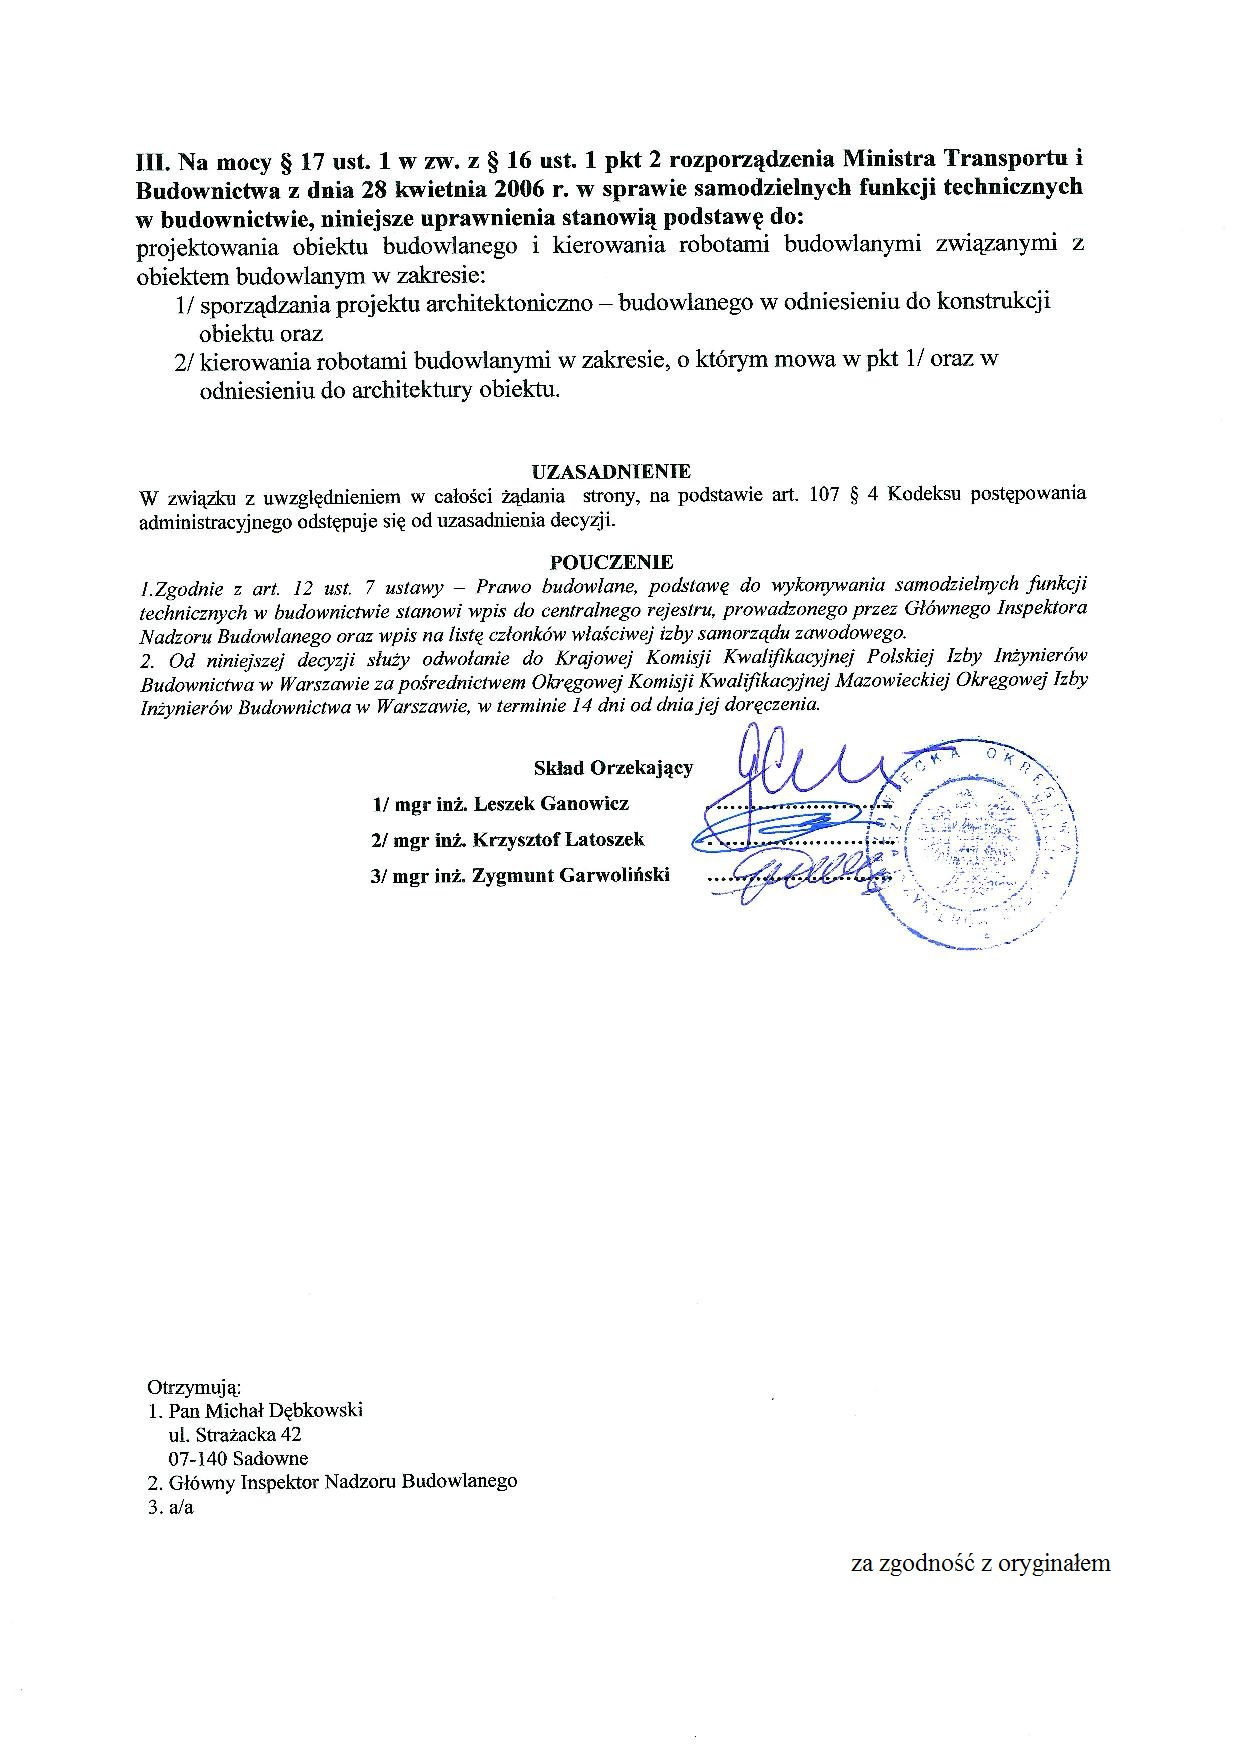 III. Na mocy § 17 ust. 1 w zw. z § 16 ust. 1 pkt 2 rozporządzenia Ministra Transportu i
Budownictwa z dnia 28 kwietnia 2006 r. w sprawie samodzielnych funkcji technicznych
w budownictwie, niniejsze uprawnienia stanowią podstawę do:
projektowania obiektu budowlanego i kierowania robotami budowlanymi związanymi z
obiektem budowlanym w zakresie:
1/ sporządzania projektu architektoniczno – budowlanego w odniesieniu do konstrukcji
obiektu oraz
2/ kierowania robotami budowlanymi w zakresie, o którym mowa w pkt 1/ oraz w
odniesieniu do architektury obiektu.
UZASADNIENIE
W związku z uwzględnieniem w całości żądania strony, na podstawie art. 107 § 4 Kodeksu postępowania
administracyjnego odstępuje się od uzasadnienia decyzji.
POUCZENIE
1.Zgodnie z art. 12 ust. 7 ustawy – Prawo budowlane, podstawę do wykonywania samodzielnych funkcji
technicznych w budownictwie stanowi wpis do centralnego rejestru, prowadzonego przez Głównego Inspektora
Nadzoru Budowlanego oraz wpis na listę członków właściwej izby samorządu zawodowego.
2. Od niniejszej decyzji służy odwołanie do Krajowej Komisji Kwalifikacyjnej Polskiej Izby Inżynierów
Budownictwa w Warszawie za pośrednictwem Okręgowej Komisji Kwalifikacyjnej Mazowieckiej Okręgowej Izby
Inżynierów Budownictwa w Warszawie, w terminie 14 dni od dnia jej doręczenia.
Skład Orzekający
1/ mgr inż. Leszek Ganowicz
2/ mgr inż. Krzysztof Latoszek
3/ mgr inż. Zygmunt Garwoliński
Otrzymują:
1. Pan Michał Dębkowski
ul. Strażacka 42
07-140 Sadowne
2. Główny Inspektor Nadzoru Budowlanego
3. a/a
za zgodność z oryginałem